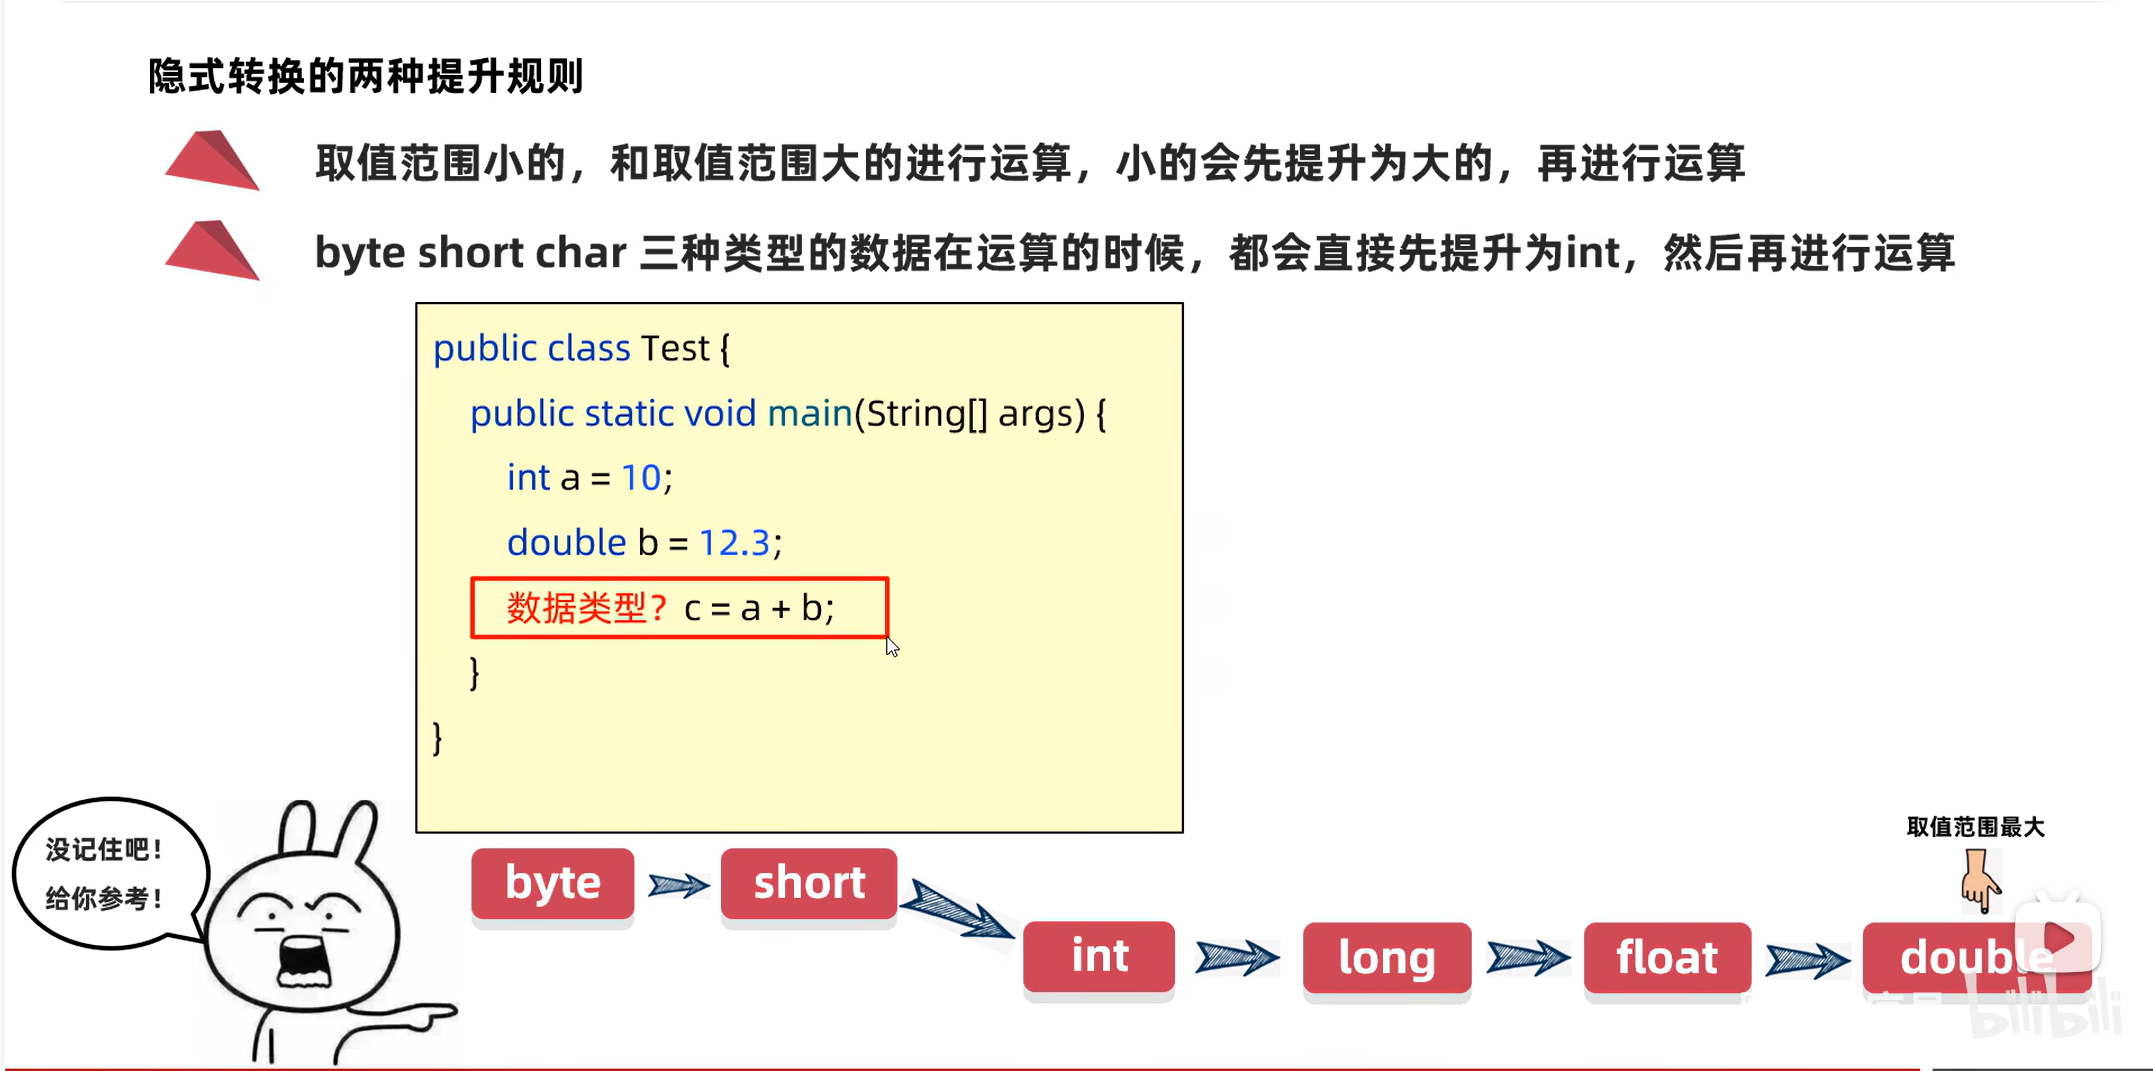 隐式转换的两种提升规则
取值范围小的，和取值范围大的进行运算，小的会先提升为大的，再进行运算
byte short char 三种类型的数据在运算的时候，都会直接先提升为int，然后再进行运算
public class Test {
public static void main(String[] args) {
int a = 10;
double b = 12.3;
数据类型？ c = a + b;
}
}
没记住吧！
给你参考！
取值范围最大
byte short
int long float double
bilibili